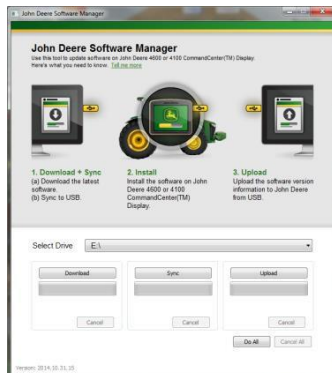 John Deere Software Manager
John Deere Software Manager
Use this tool to update software on John Deere 4600 or 4100 CommandCenter(TM) Display.
Here's what you need to know. Tell me more
1. Download + Sync
(a) Download the latest
software.
(b) Sync to USB.
2. Install
Install the software on John
Deere 4600 or 4100
CommandCenter(TM)
Display.
3. Upload
Upload the software version
information to John Deere
from USB.
Select Drive E:\
Download Sync Upload
Cancel Cancel Cancel
Do All Cancel All
Version: 2014.10.31.15